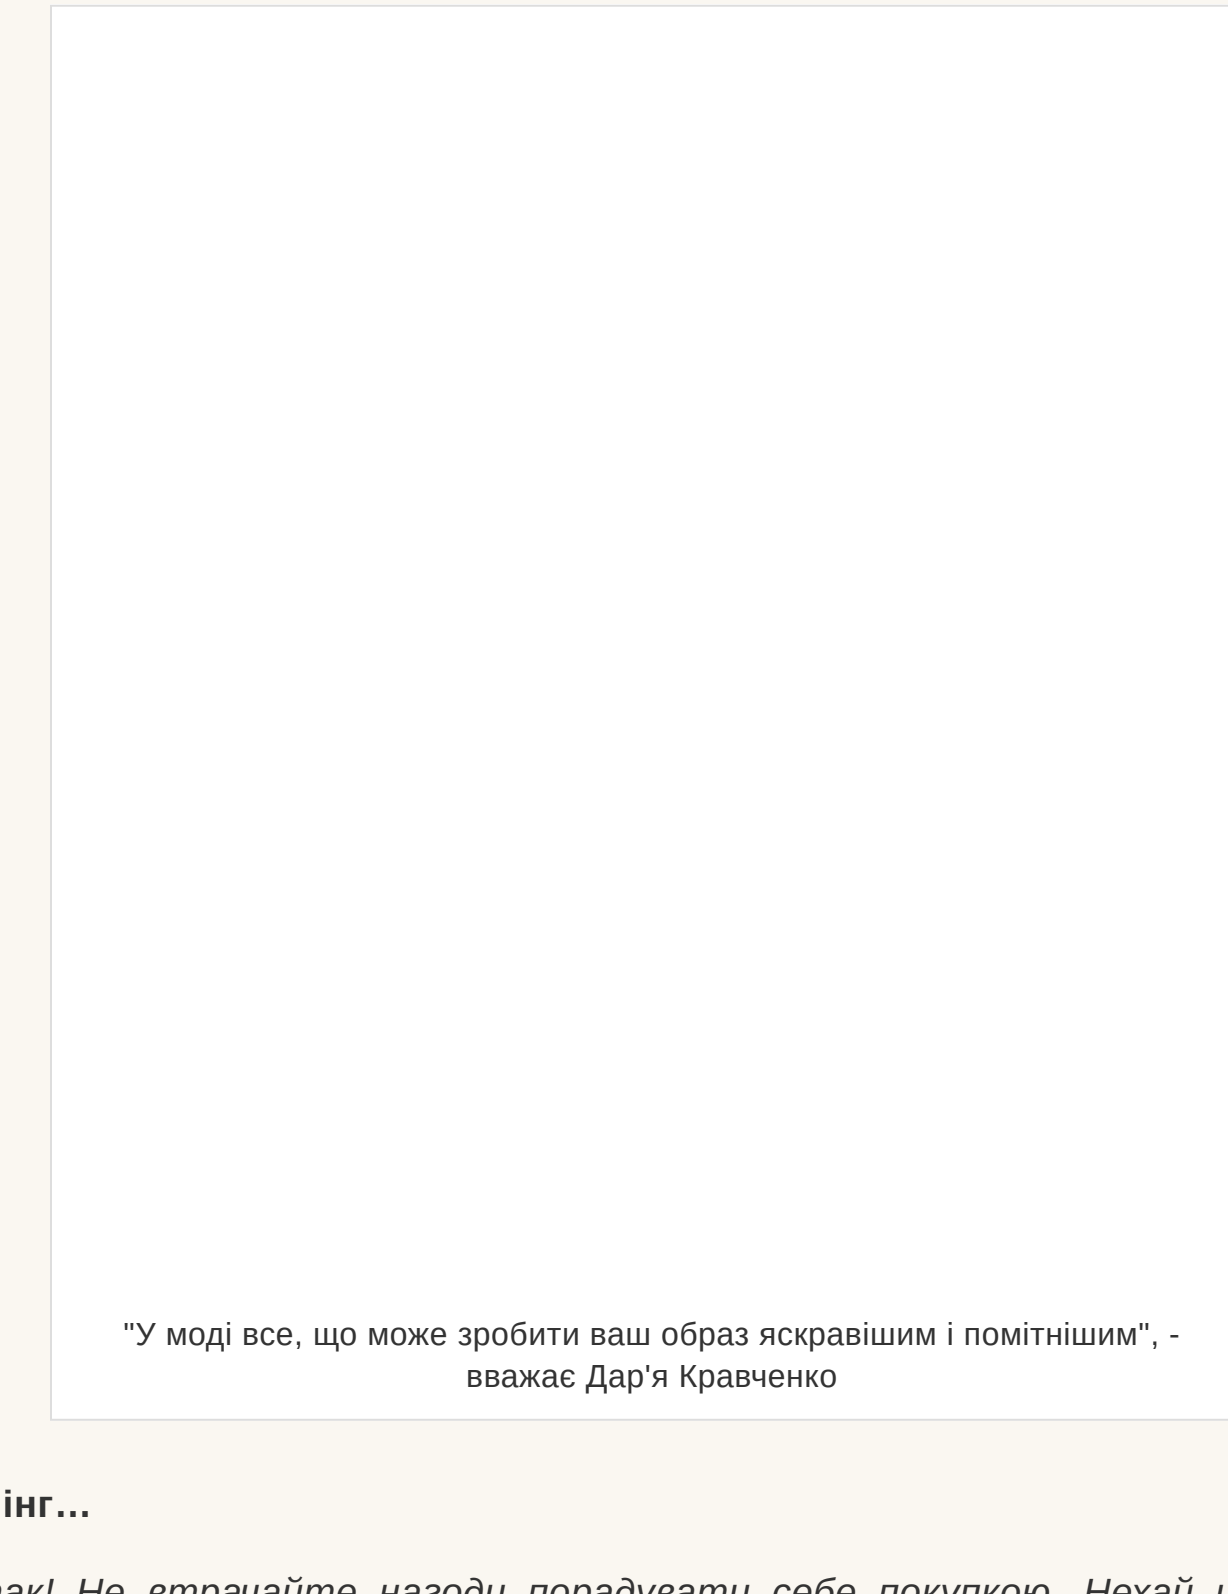 "У моді все, що може зробити ваш образ яскравішим і помітнішим", -
вважає Дар'я Кравченко
інг...
Не втрачайте нагоди порадувати себе покупкою. Нехай